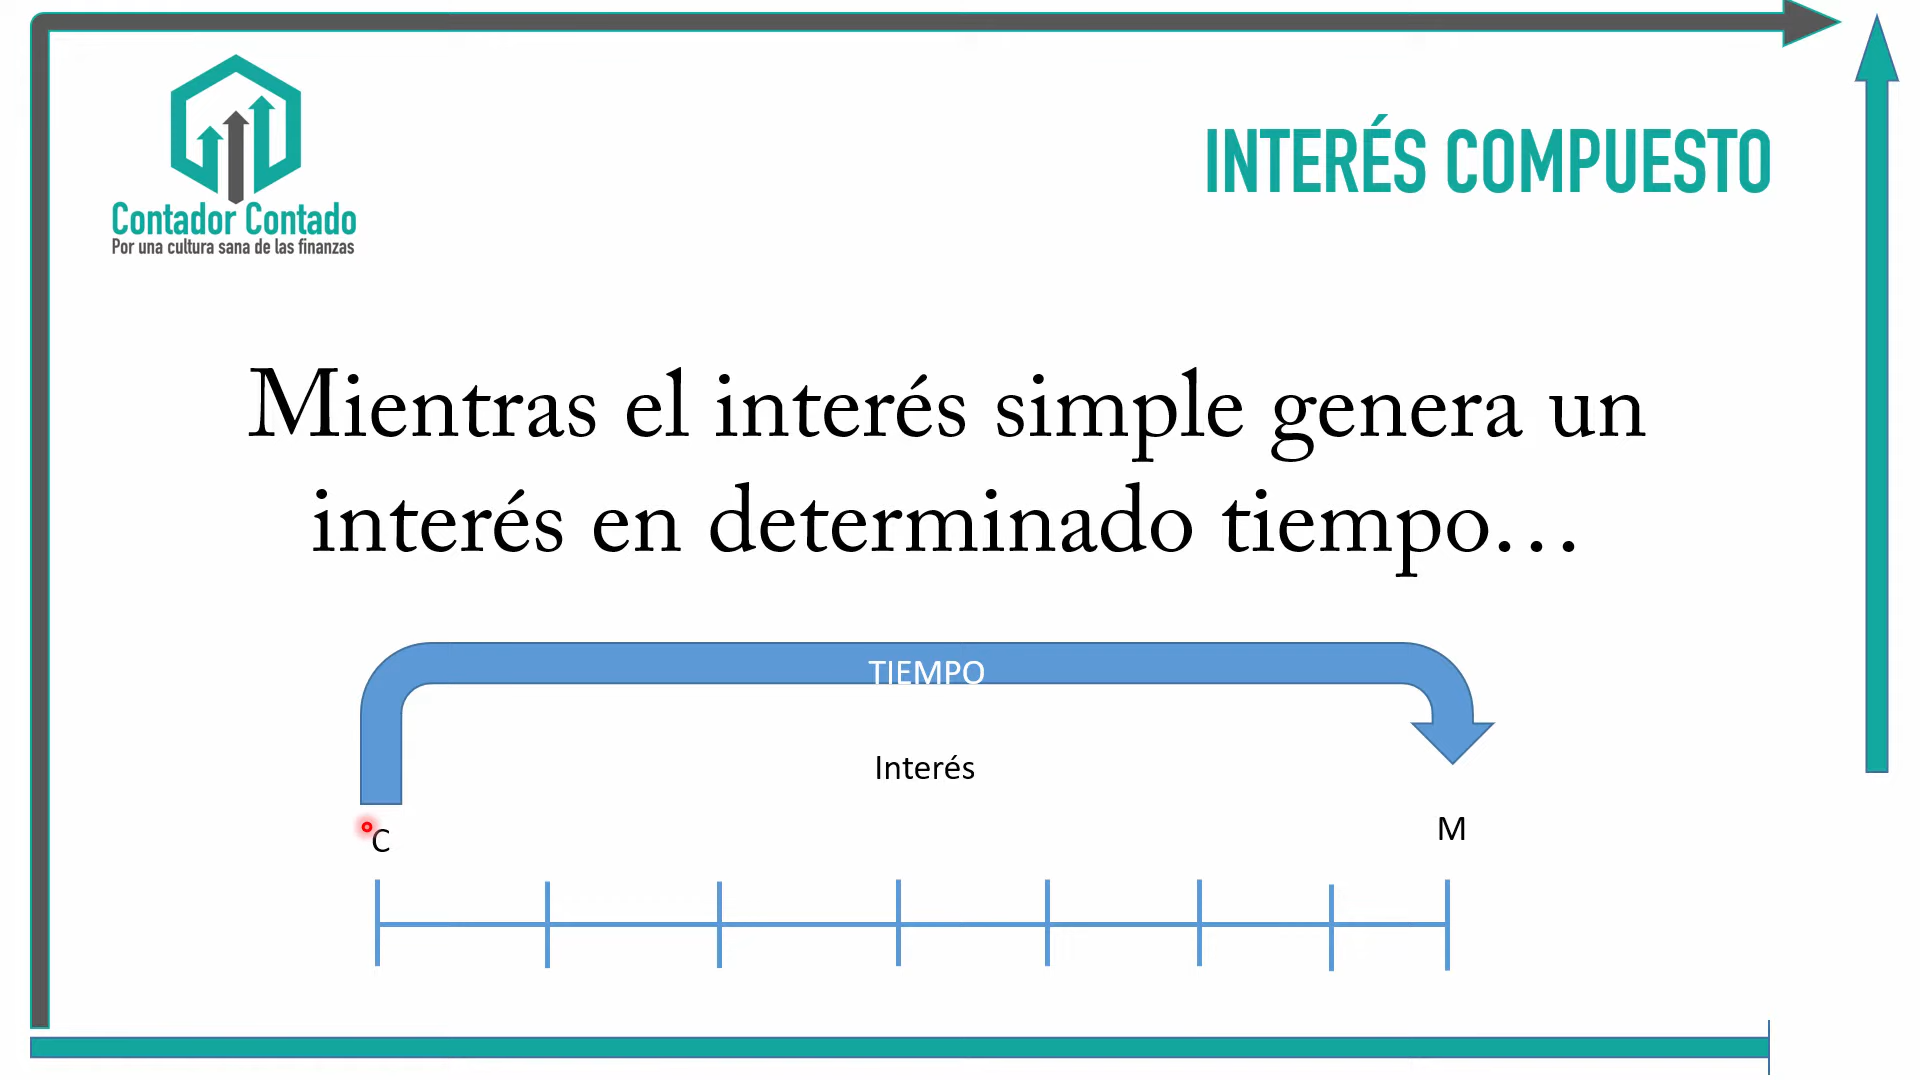 Contador Contado
Por una cultura sana de las finanzas
INTERÉS COMPUESTO
Mientras el interés simple genera un
interés en determinado tiempo…
TIEMPO
Interés
C
M